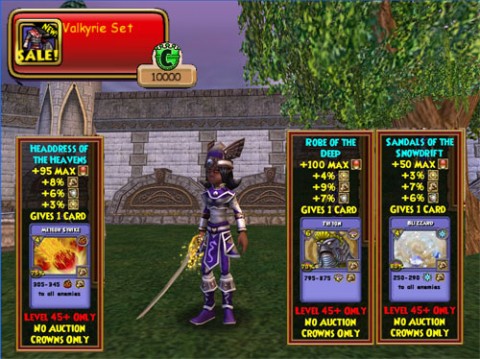 NEW
SALE!
Valkyrie Set
10000
HEADDRESS OF THE HEAVENS
+95 MAX
+8%
+6%
+3%
GIVES 1 CARD
METEOR STRIKE
305-345
to all enemies
LEVEL 45+ ONLY
NO AUCTION
CROWNS ONLY
ROBE OF THE DEEP
+100 MAX
+4%
+9%
+7%
GIVES 1 CARD
795-875
LEVEL 45+ ONLY
NO AUCTION
CROWNS ONLY
SANDALS OF THE SNOWDRIFT
+50 MAX
+3%
+7%
+6%
GIVES 1 CARD
BLIZZARD
250-290
to all enemies
LEVEL 45+ ONLY
NO AUCTION
CROWNS ONLY